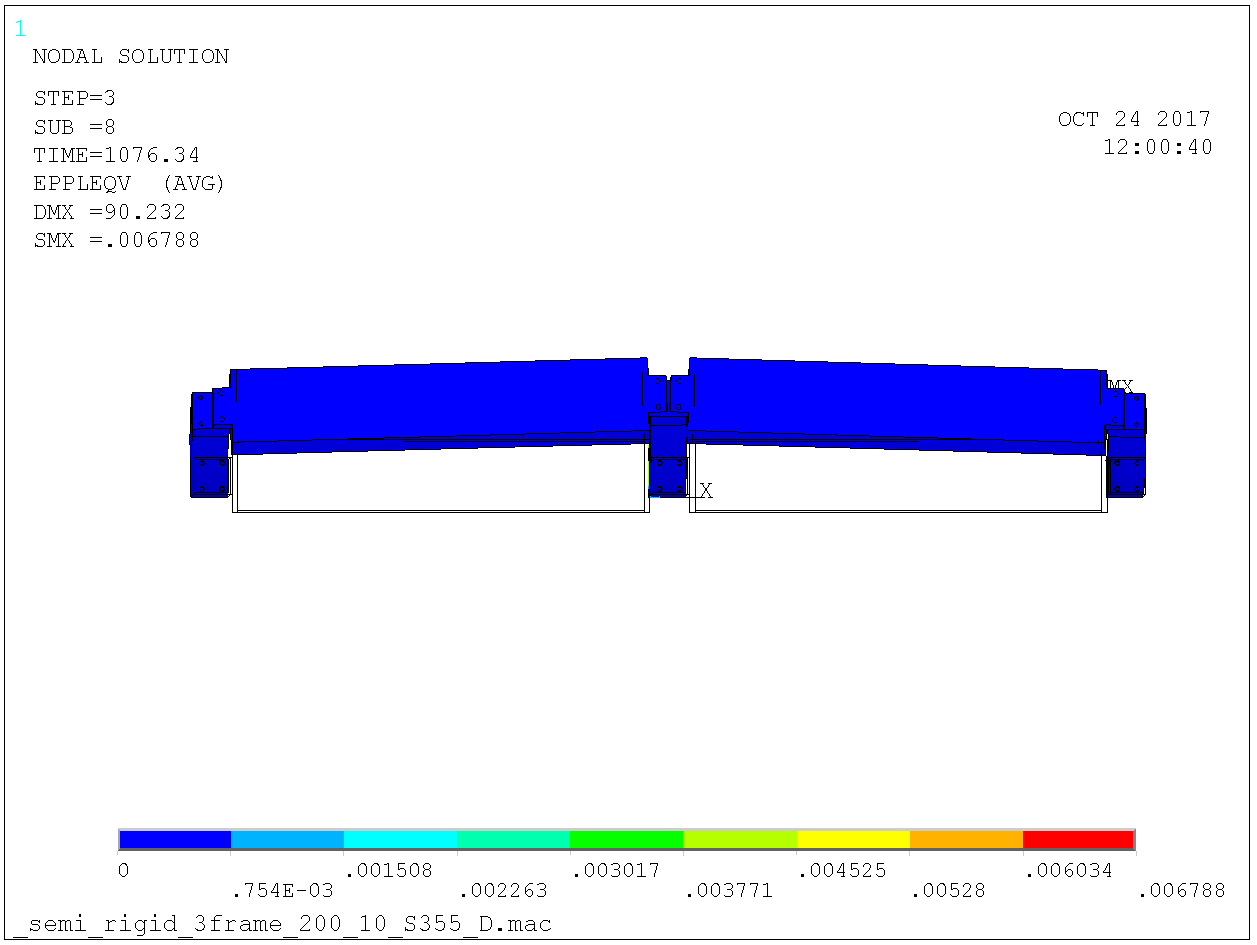 1
NODAL SOLUTION
STEP=3
SUB =8
TIME=1076.34
EPPLEQV  (AVG)
DMX =90.232
SMX =.006788
OCT 24 2017
12:00:40
MX
X
0
.754E-03
.001508
.002263
.003017
.003771
.004525
.00528
.006034
.006788
_semi_rigid_3frame_200_10_S355_D.mac